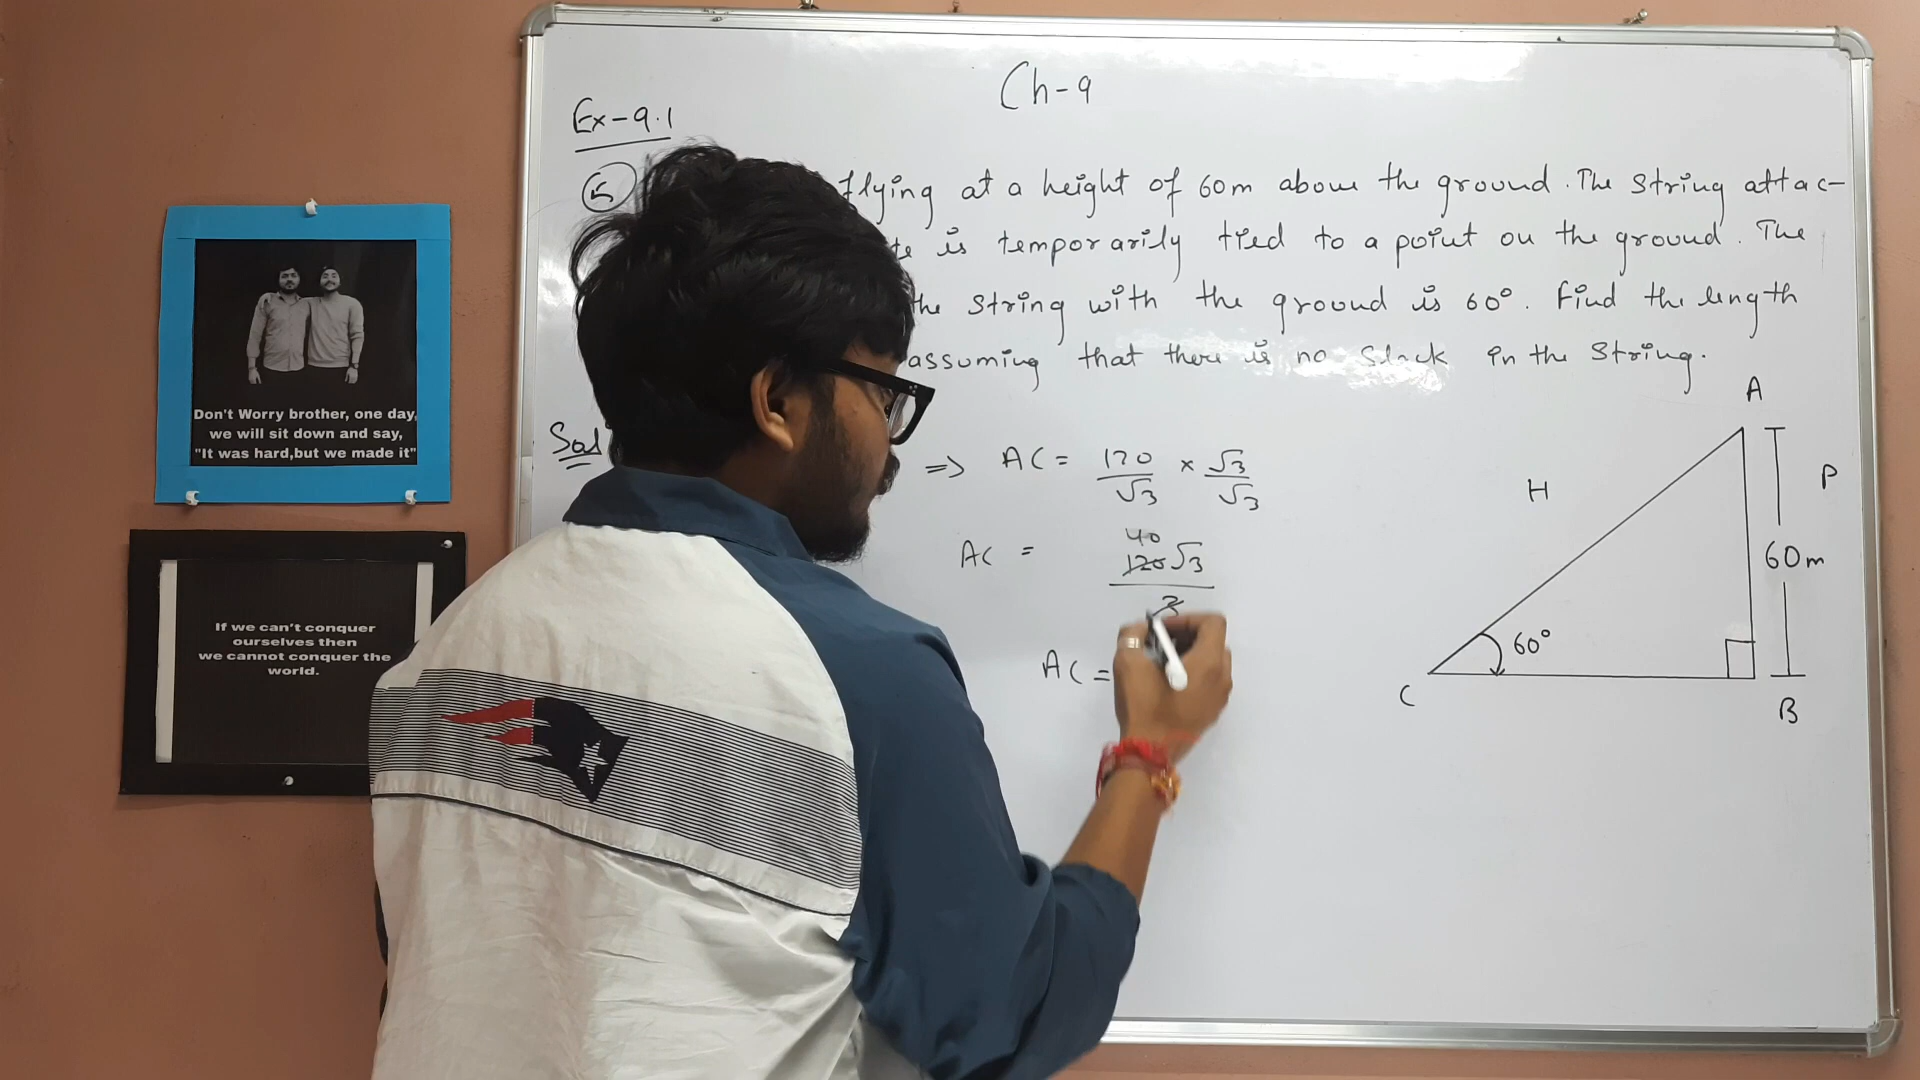 Ch-9
Ex-9.1
5
flying at a height of 60m above the ground. The string attac-
is temporarily tied to a point on the ground. The
the string with the ground is 60°. Find the length
assuming that there is no slack in the string.
Sol
=> AC = 120/√3 × √3/√3
AC = 120√3/3
40
AC =
A
H
P
60m
60°
C
B
Don't Worry brother, one day,
we will sit down and say,
"It was hard,but we made it"
If we can't conquer
ourselves then
we cannot conquer the
world.